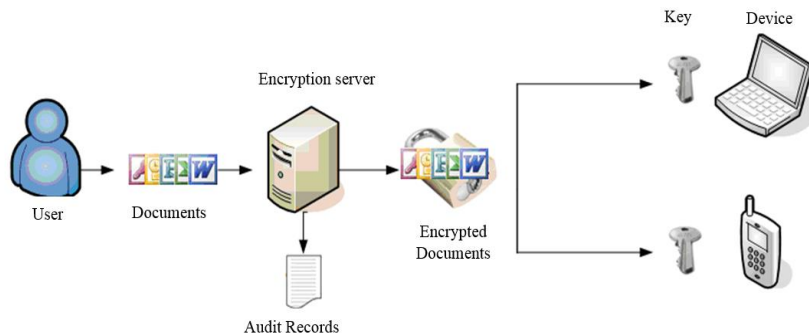 Key
Device
Encryption server
User
Documents
Encrypted
Documents
Audit Records